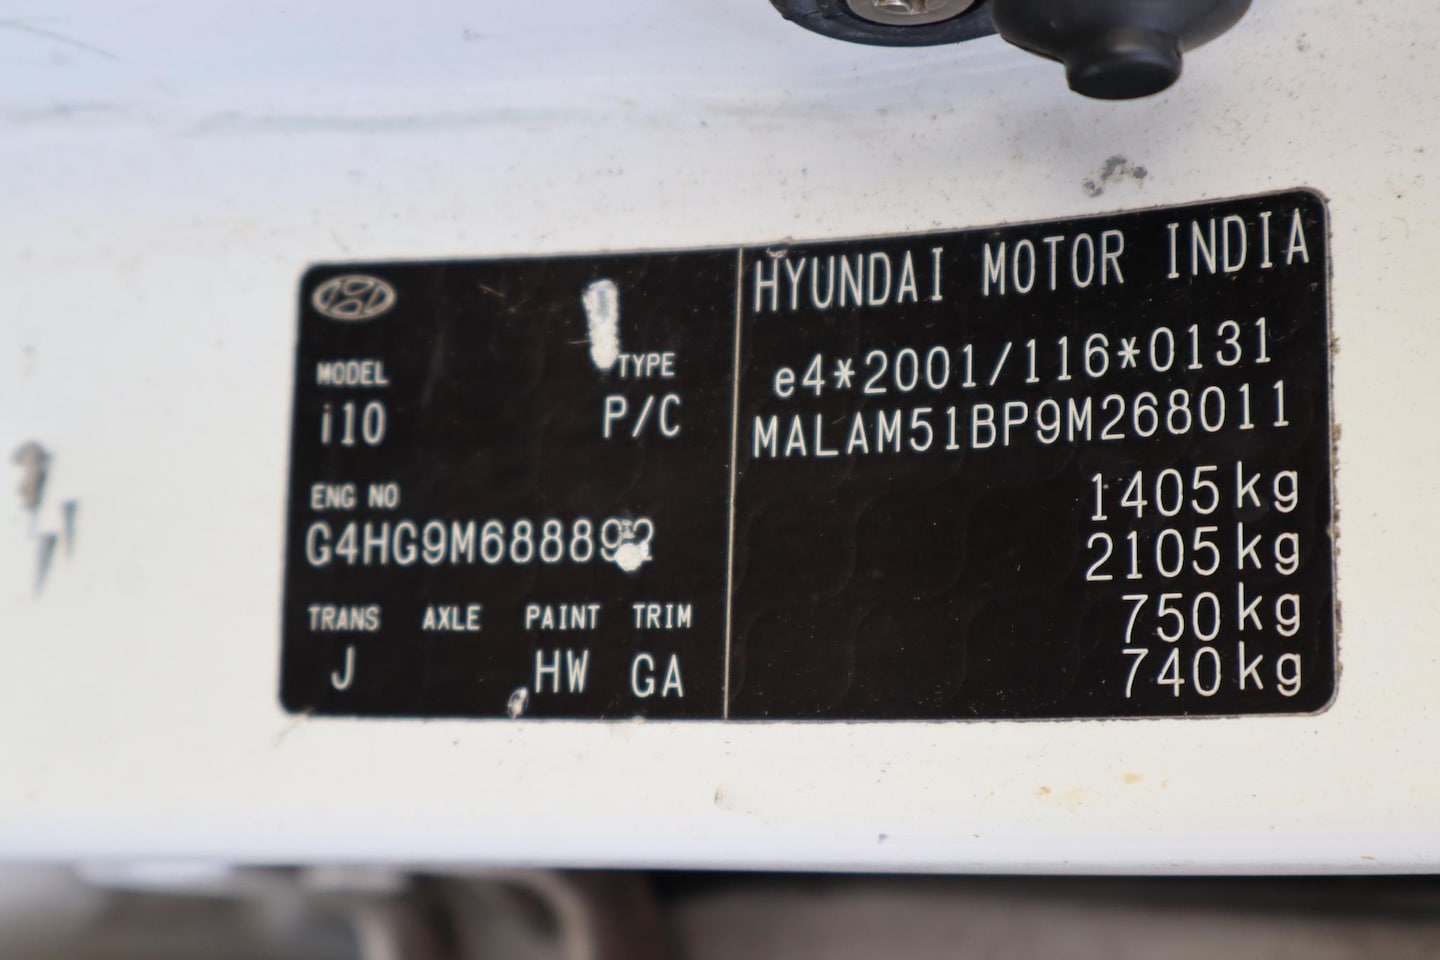 HYUNDAI MOTOR INDIA
MODEL TYPE
i10 P/C
ENG NO
TRANS AXLE PAINT TRIM
J HW GA
e4*2001/116*0131
MALAM51BP9M268011
1405kg
2105kg
750kg
740kg